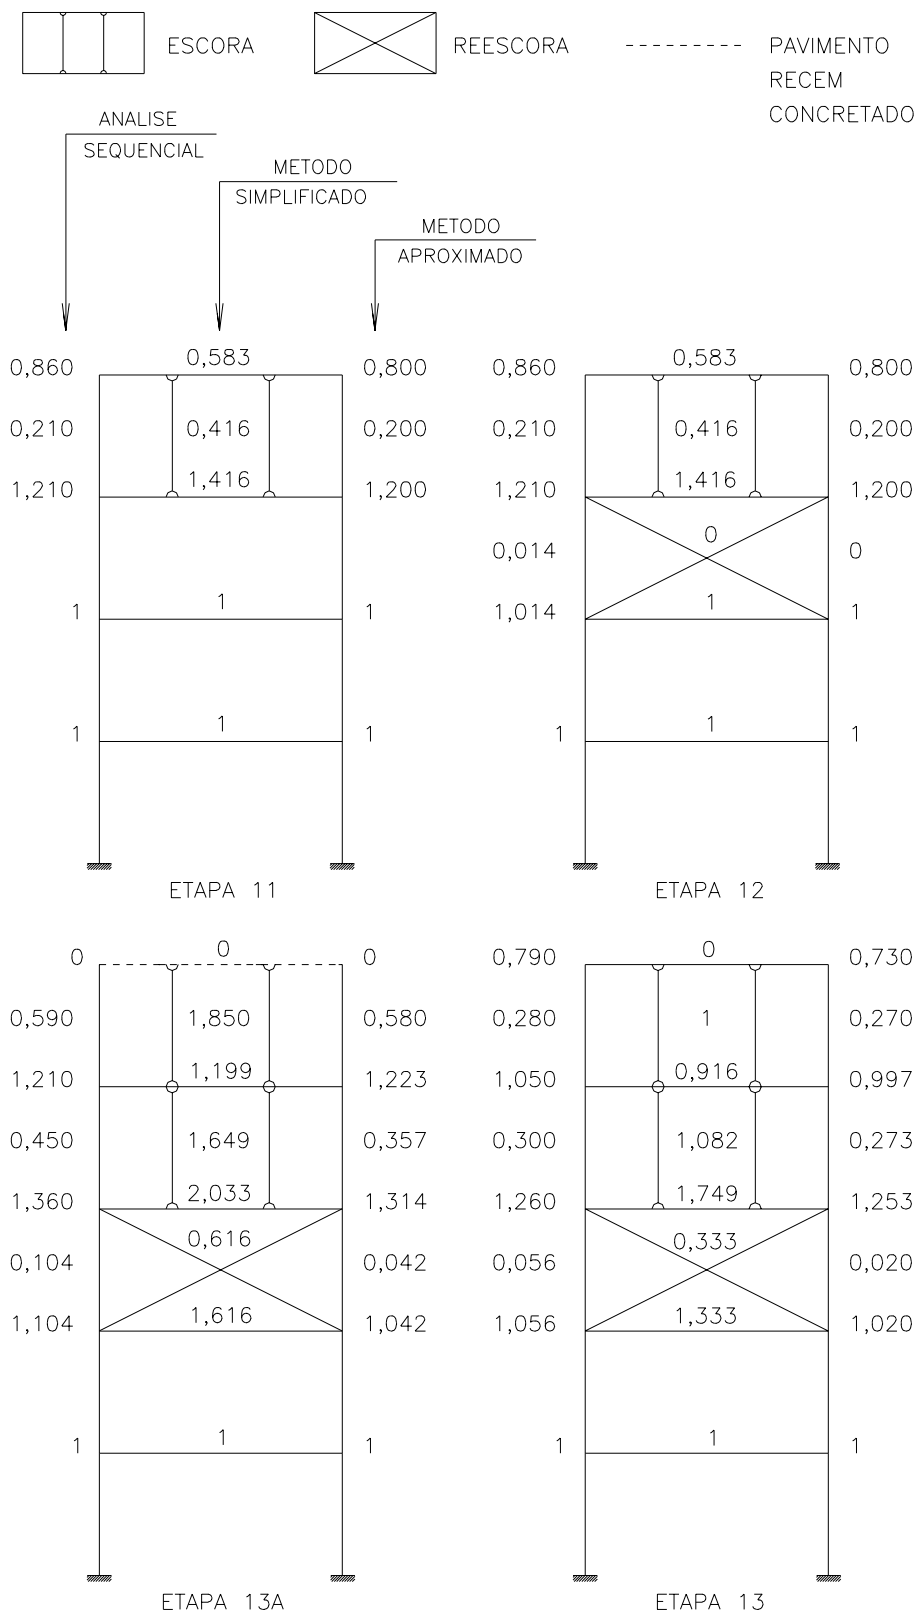 ESCORA
REESCORA
PAVIMENTO
RECEM
CONCRETADO
ANALISE
SEQUENCIAL
METODO
SIMPLIFICADO
METODO
APROXIMADO
0,860 0,583 0,800
0,210 0,416 0,200
1,210 1,416 1,200
1 1 1
1 1 1
ETAPA 11
0,860 0,583 0,800
0,210 0,416 0,200
1,210 1,416 1,200
0,014 0 0
1,014 1 1
1 1 1
ETAPA 12
0 0 0
0,590 1,850 0,580
1,210 1,199 1,223
0,450 1,649 0,357
1,360 2,033 1,314
0,104 0,616 0,042
1,104 1,616 1,042
1 1 1
ETAPA 13A
0,790 0 0,730
0,280 1 0,270
1,050 0,916 0,997
0,300 1,082 0,273
1,260 1,749 1,253
0,056 0,333 0,020
1,056 1,333 1,020
1 1 1
ETAPA 13